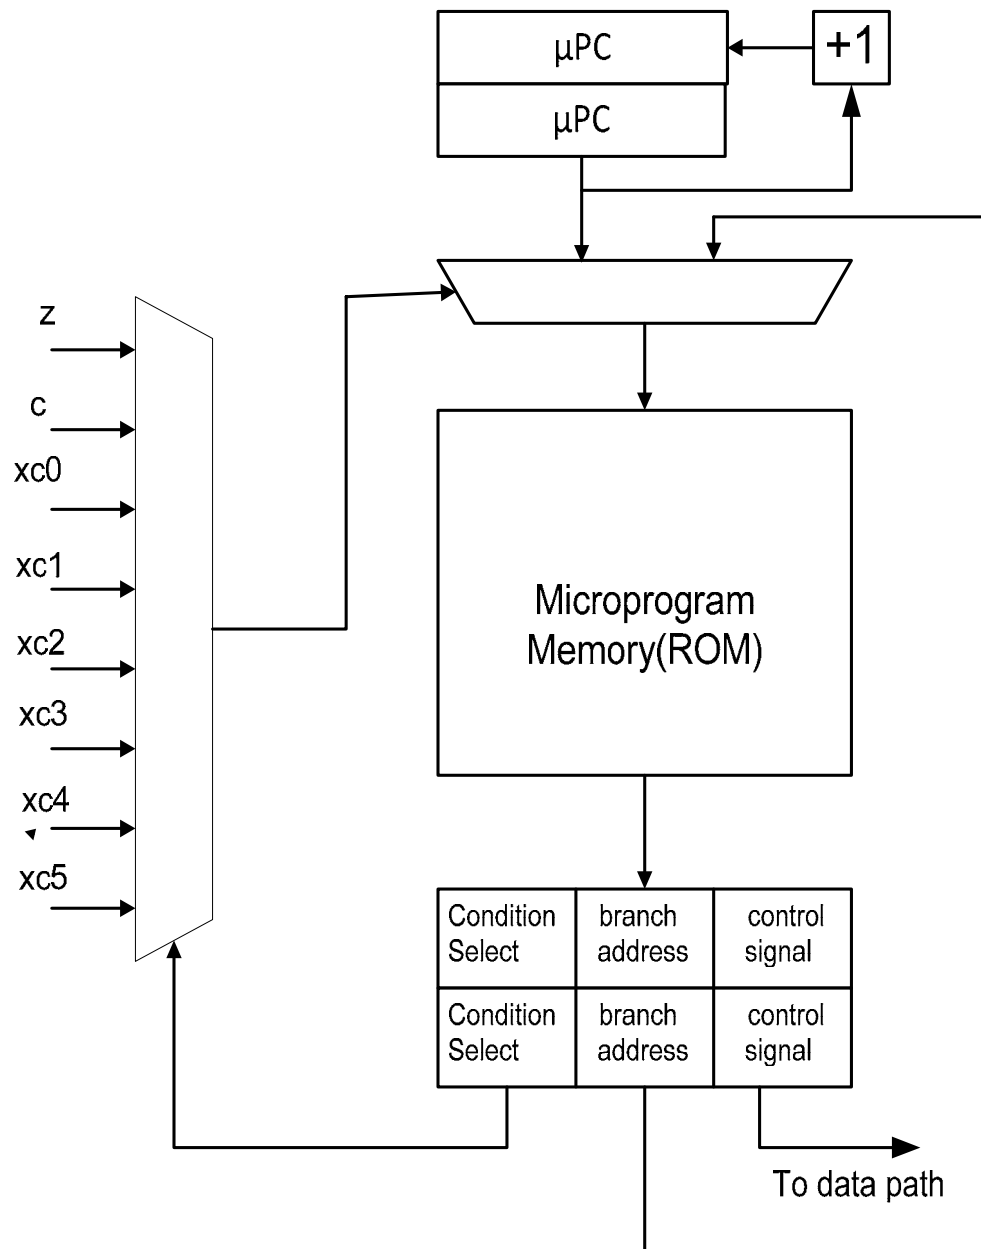 μPC
+1
μPC
z
c
xc0
xc1
xc2
xc3
xc4
xc5
Microprogram
Memory(ROM)
Condition
Select
branch
address
control
signal
Condition
Select
branch
address
control
signal
To data path